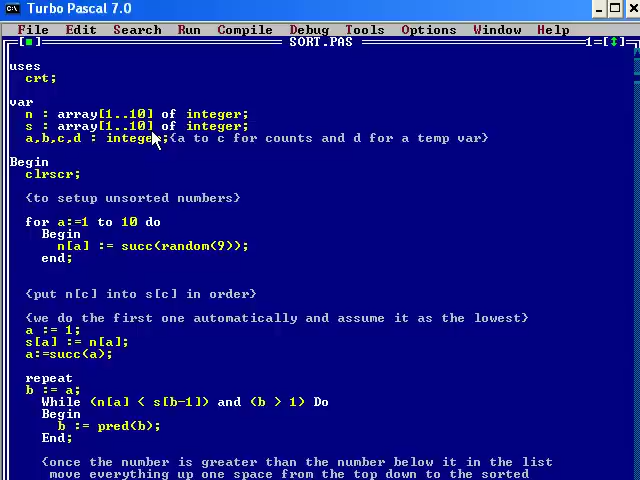 Turbo Pascal 7.0
File Edit Search Run Compile Debug Tools Options Window Help
[■] SORT.PAS 1=[↕]
uses
crt;
var
n : array[1..10] of integer;
s : array[1..10] of integer;
a,b,c,d : integer;{a to c for counts and d for a temp var}
Begin
clrscr;
{to setup unsorted numbers}
for a:=1 to 10 do
Begin
n[a] := succ(random(9));
end;
{put n[c] into s[c] in order}
{we do the first one automatically and assume it as the lowest}
a := 1;
s[a] := n[a];
a:=succ(a);
repeat
b := a;
While (n[a] < s[b-1]) and (b > 1) Do
Begin
b := pred(b);
End;
{once the number is greater than the number below it in the list
move everything up one space from the top down to the sorted